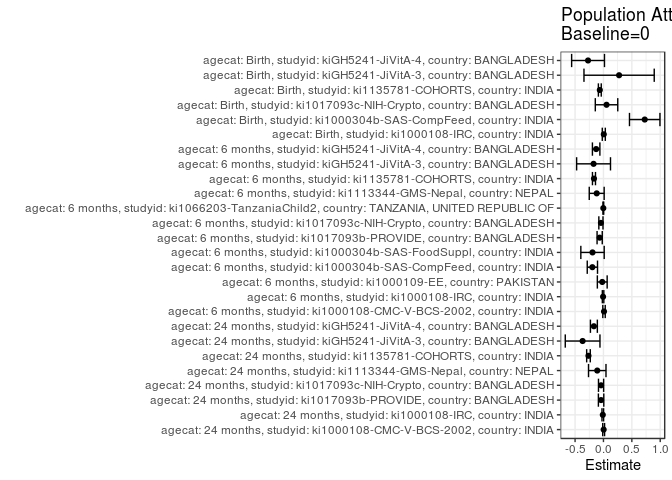 Population Att
Baseline=0
agecat: Birth, studyid: kiGH5241-JiVitA-4, country: BANGLADESH
agecat: Birth, studyid: kiGH5241-JiVitA-3, country: BANGLADESH
agecat: Birth, studyid: ki1135781-COHORTS, country: INDIA
agecat: Birth, studyid: ki1017093c-NIH-Crypto, country: BANGLADESH
agecat: Birth, studyid: ki1000304b-SAS-CompFeed, country: INDIA
agecat: Birth, studyid: ki1000108-IRC, country: INDIA
agecat: 6 months, studyid: kiGH5241-JiVitA-4, country: BANGLADESH
agecat: 6 months, studyid: kiGH5241-JiVitA-3, country: BANGLADESH
agecat: 6 months, studyid: ki1135781-COHORTS, country: INDIA
agecat: 6 months, studyid: ki1113344-GMS-Nepal, country: NEPAL
agecat: 6 months, studyid: ki1066203-TanzaniaChild2, country: TANZANIA, UNITED REPUBLIC OF
agecat: 6 months, studyid: ki1017093c-NIH-Crypto, country: BANGLADESH
agecat: 6 months, studyid: ki1017093b-PROVIDE, country: BANGLADESH
agecat: 6 months, studyid: ki1000304b-SAS-FoodSuppl, country: INDIA
agecat: 6 months, studyid: ki1000304b-SAS-CompFeed, country: INDIA
agecat: 6 months, studyid: ki1000109-EE, country: PAKISTAN
agecat: 6 months, studyid: ki1000108-IRC, country: INDIA
agecat: 6 months, studyid: ki1000108-CMC-V-BCS-2002, country: INDIA
agecat: 24 months, studyid: kiGH5241-JiVitA-4, country: BANGLADESH
agecat: 24 months, studyid: kiGH5241-JiVitA-3, country: BANGLADESH
agecat: 24 months, studyid: ki1135781-COHORTS, country: INDIA
agecat: 24 months, studyid: ki1113344-GMS-Nepal, country: NEPAL
agecat: 24 months, studyid: ki1017093c-NIH-Crypto, country: BANGLADESH
agecat: 24 months, studyid: ki1017093b-PROVIDE, country: BANGLADESH
agecat: 24 months, studyid: ki1000108-IRC, country: INDIA
agecat: 24 months, studyid: ki1000108-CMC-V-BCS-2002, country: INDIA
-0.5 0.0 0.5 1.0
Estimate